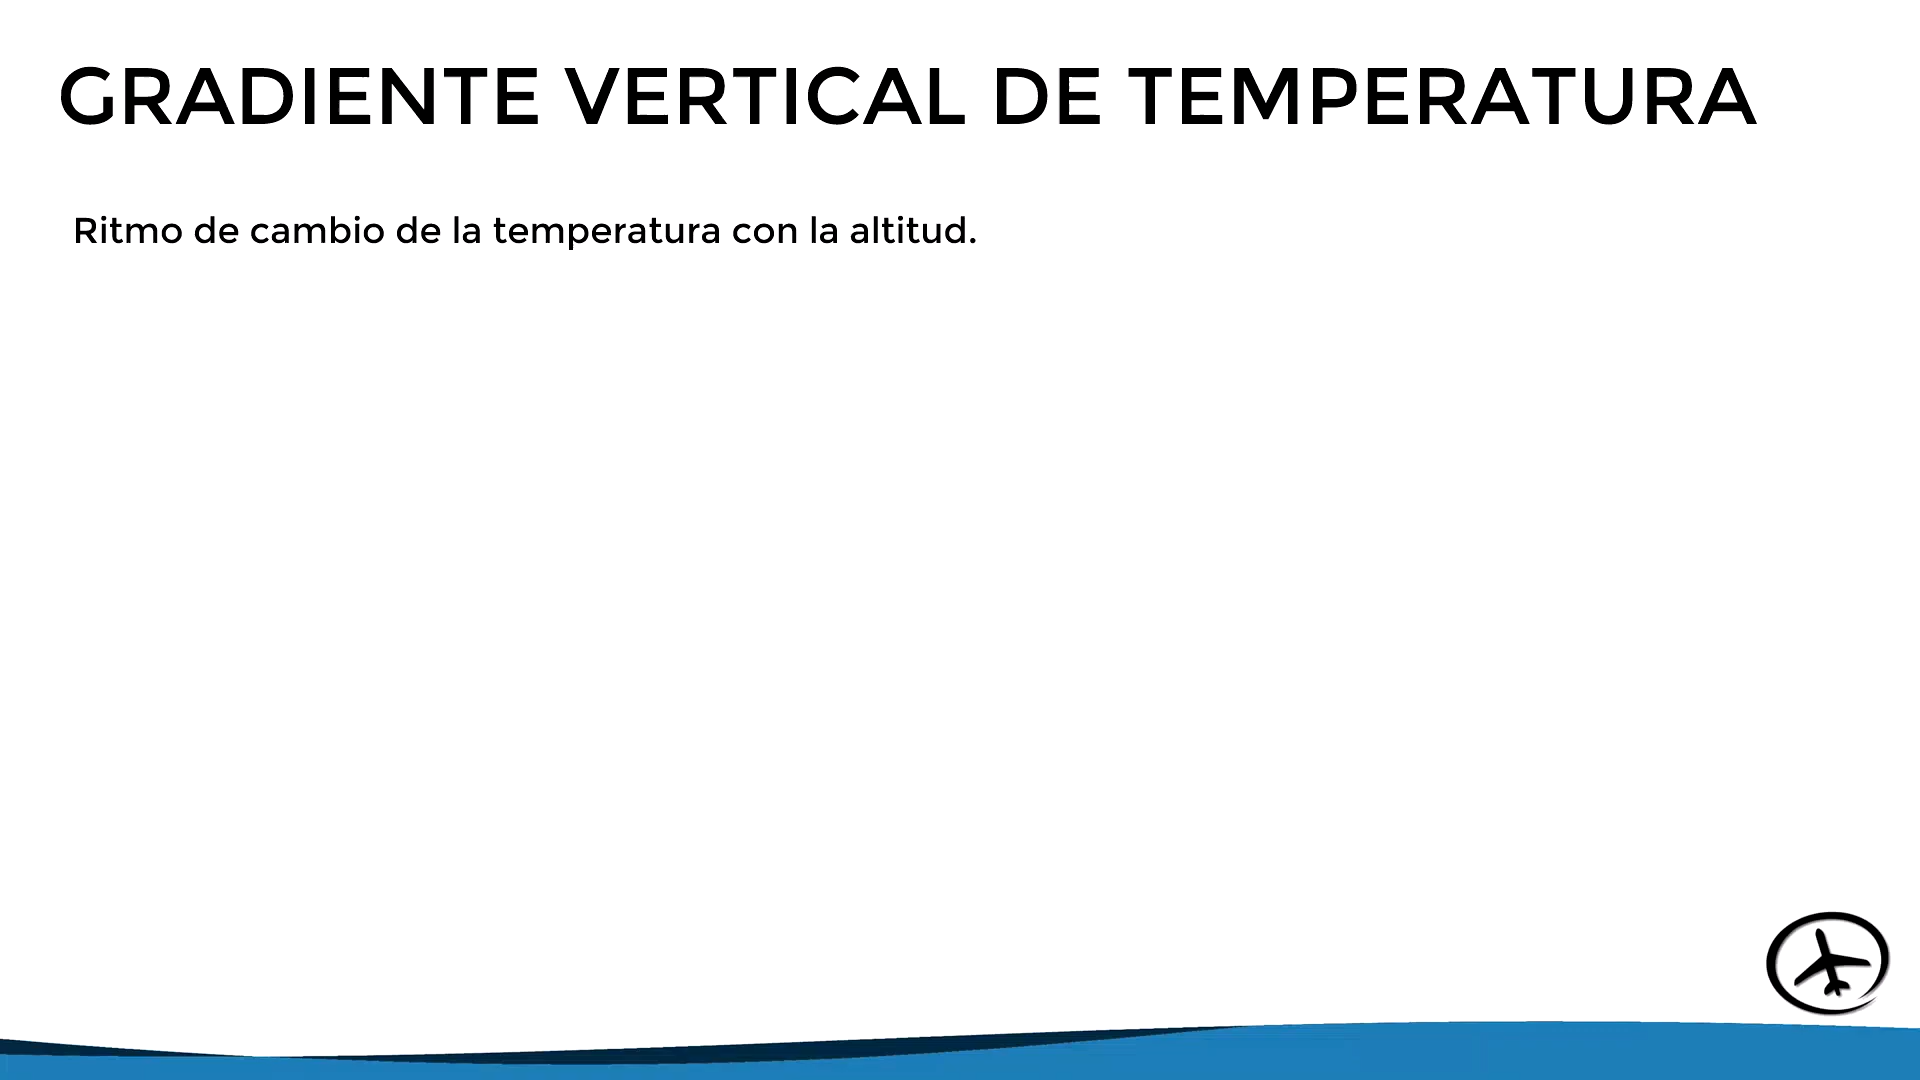 GRADIENTE VERTICAL DE TEMPERATURA
Ritmo de cambio de la temperatura con la altitud.